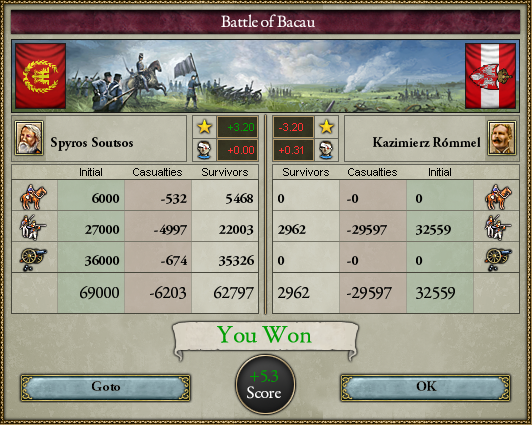 Battle of Bacau
+3.20 -3.20
Spyros Soutsos Kazimierz Rómmel
+0.00 +0.31
Initial Casualties Survivors Survivors Casualties Initial
6000 -532 5468 0 -0 0
27000 -4997 22003 2962 -29597 32559
36000 -674 35326 0 -0 0
69000 -6203 62797 2962 -29597 32559
You Won
+5.3
Score
Goto OK